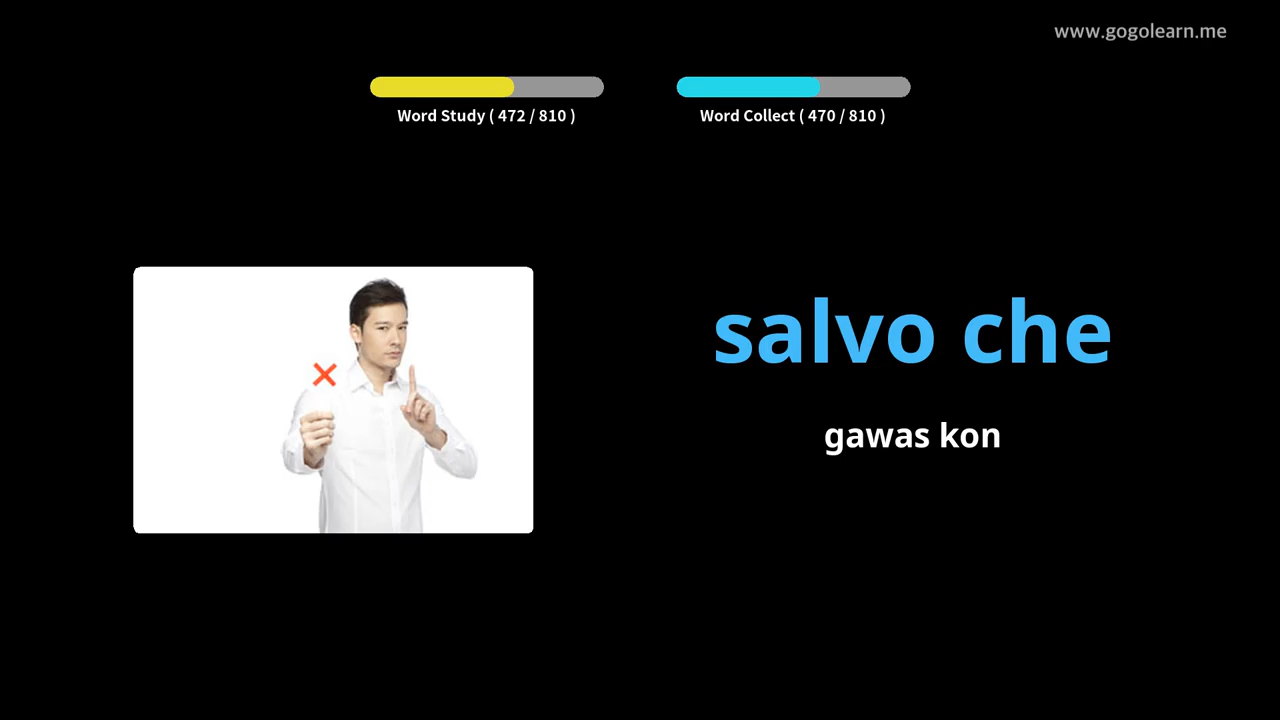 www.gogolearn.me
Word Study ( 472 / 810 )
Word Collect ( 470 / 810 )
salvo che
gawas kon